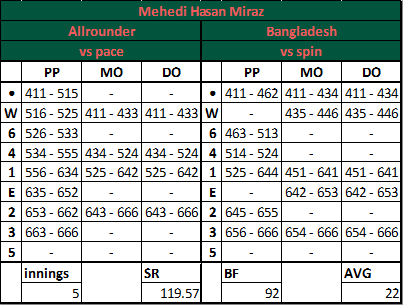 Mehedi Hasan Miraz
Allrounder Bangladesh
vs pace vs spin
PP MO DO PP MO DO
• 411 - 515 - - • 411 - 462 411 - 434 411 - 434
W 516 - 525 411 - 433 411 - 433 W - 435 - 446 435 - 446
6 526 - 533 - - 6 463 - 513 - -
4 534 - 555 434 - 524 434 - 524 4 514 - 524 - -
1 556 - 634 525 - 642 525 - 642 1 525 - 644 451 - 641 451 - 641
E 635 - 652 - - E - 642 - 653 642 - 653
2 653 - 662 643 - 666 643 - 666 2 645 - 655 - -
3 663 - 666 - - 3 656 - 666 654 - 666 654 - 666
5 - - - 5 - - -
innings SR BF AVG
5 119.57 92 22